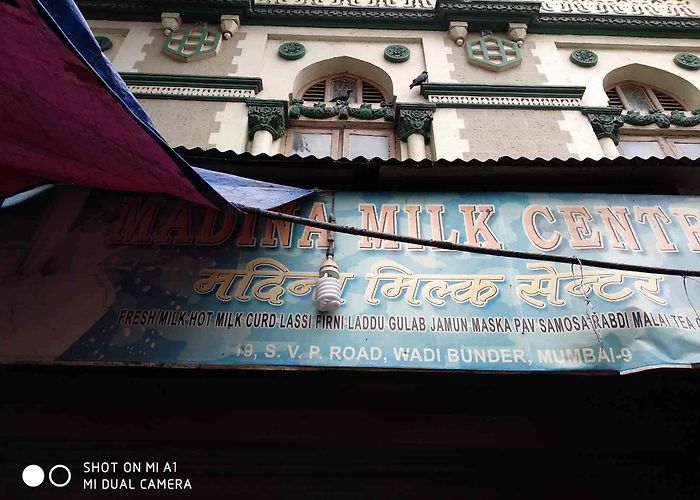 MADINA MILK CENTR
मदिना मिल्क सेन्टर
FRESH MILK HOT MILK CURD LASSI FIRNI LADDU GULAB JAMUN MASKA PAV SAMOSA RABDI MALAI TEA
19, S. V. P. ROAD, WADI BUNDER, MUMBAI-9
SHOT ON MI A1
MI DUAL CAMERA